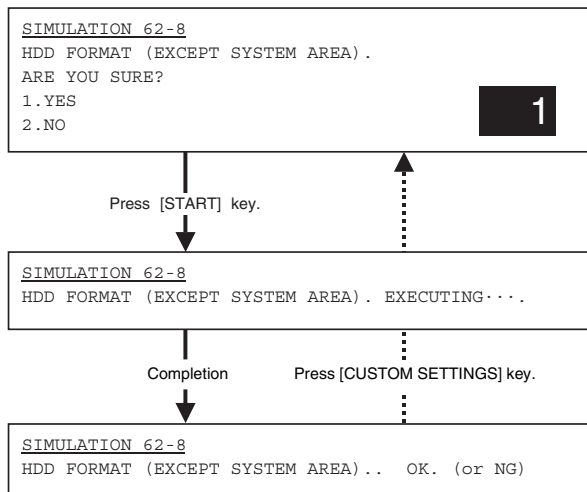 SIMULATION 62-8
HDD FORMAT (EXCEPT SYSTEM AREA).
ARE YOU SURE?
1.YES
2.NO
1
Press [START] key.
SIMULATION 62-8
HDD FORMAT (EXCEPT SYSTEM AREA). EXECUTING···.
Completion
Press [CUSTOM SETTINGS] key.
SIMULATION 62-8
HDD FORMAT (EXCEPT SYSTEM AREA).. OK. (or NG)